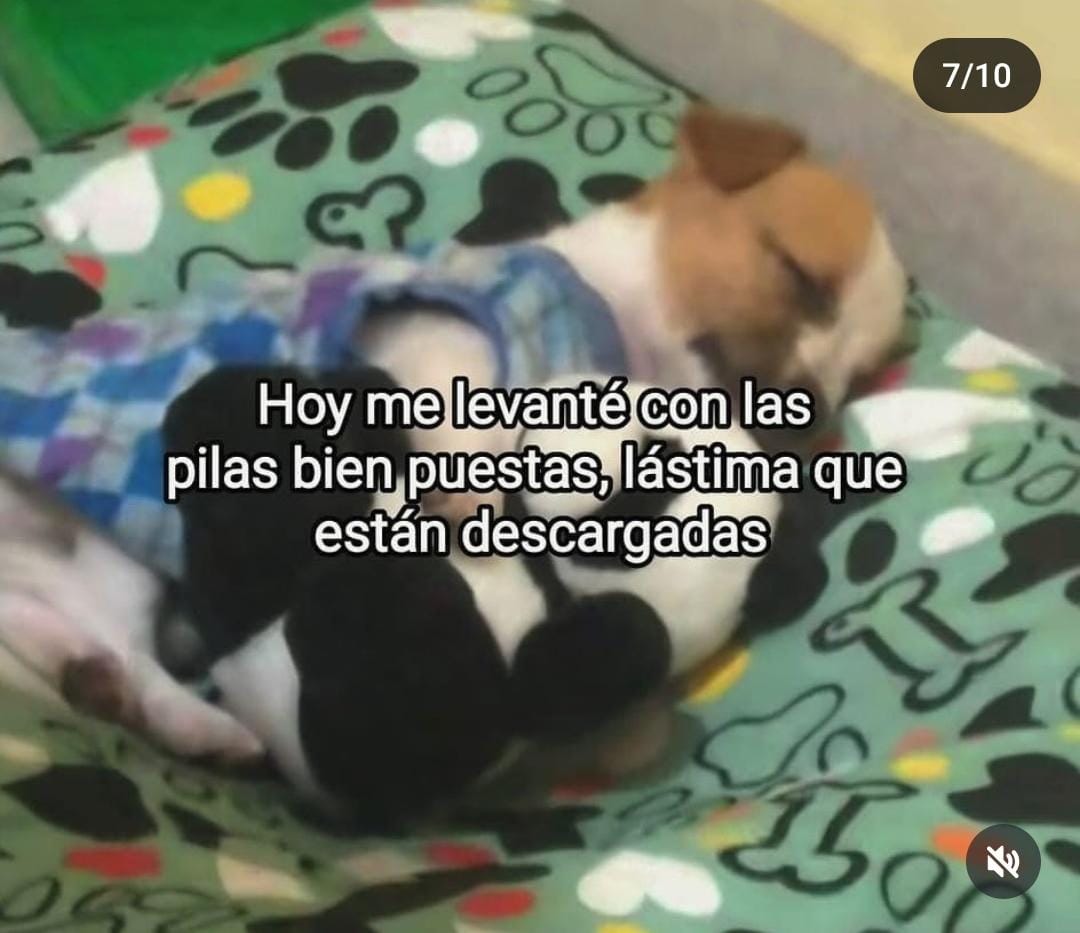 7/10
Hoy me levanté con las
pilas bien puestas, lástima que
están descargadas